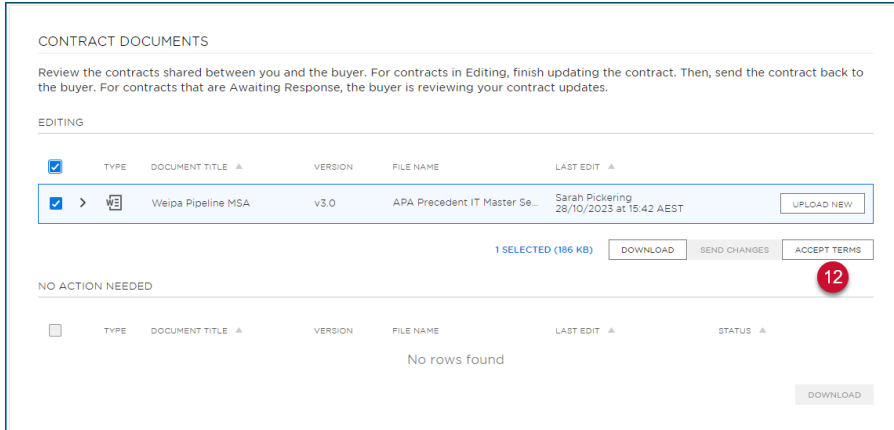 CONTRACT DOCUMENTS
Review the contracts shared between you and the buyer. For contracts in Editing, finish updating the contract. Then, send the contract back to
the buyer. For contracts that are Awaiting Response, the buyer is reviewing your contract updates.
EDITING
TYPE DOCUMENT TITLE VERSION FILE NAME LAST EDIT
Weipa Pipeline MSA v3.0 APA Precedent IT Master Se... Sarah Pickering
28/10/2023 at 15:42 AEST
UPLOAD NEW
1 SELECTED (186 KB) DOWNLOAD SEND CHANGES ACCEPT TERMS
12
NO ACTION NEEDED
TYPE DOCUMENT TITLE VERSION FILE NAME LAST EDIT STATUS
No rows found
DOWNLOAD